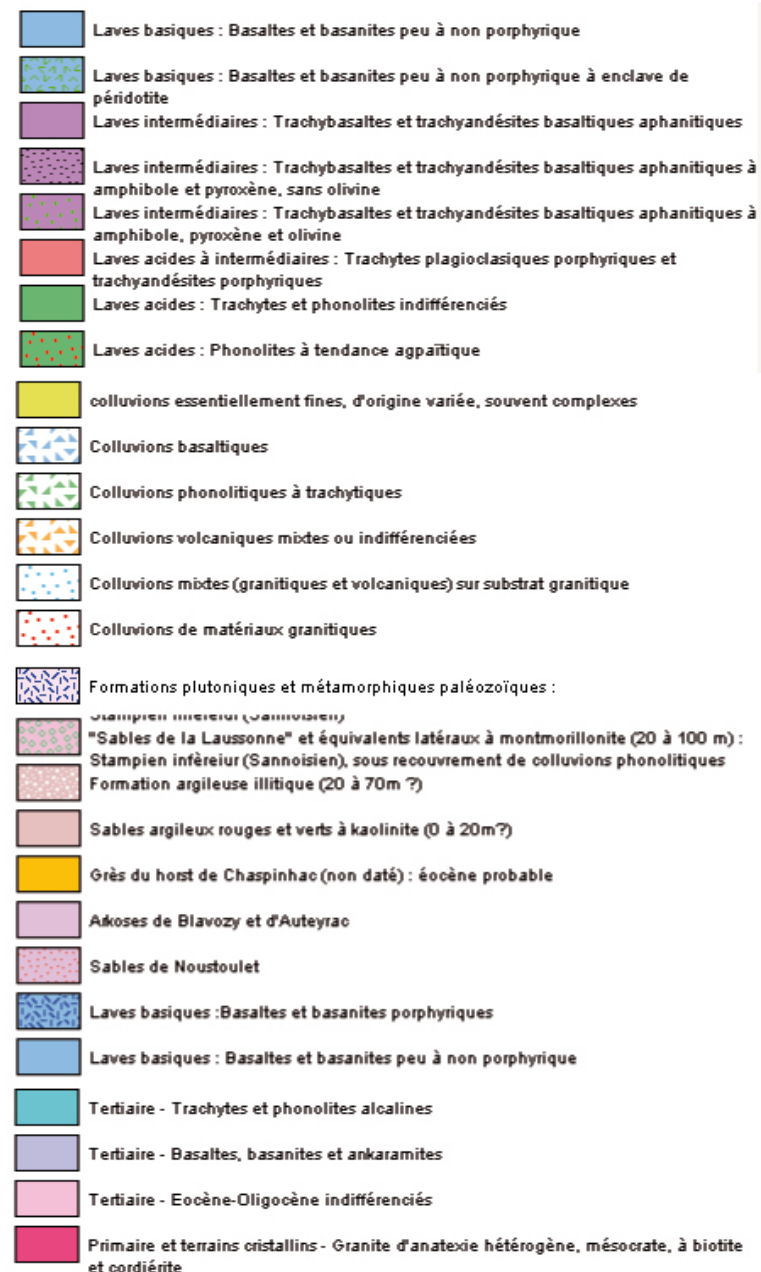 Laves basiques : Basaltes et basanites peu à non porphyrique
Laves basiques : Basaltes et basanites peu à non porphyrique à enclave de
péridotite
Laves intermédiaires : Trachybasaltes et trachyandésites basaltiques aphanitiques
Laves intermédiaires : Trachybasaltes et trachyandésites basaltiques aphanitiques à
amphibole et pyroxène, sans olivine
Laves intermédiaires : Trachybasaltes et trachyandésites basaltiques aphanitiques à
amphibole, pyroxène et olivine
Laves acides à intermédiaires : Trachytes plagioclasiques porphyriques et
trachyandésites porphyriques
Laves acides : Trachytes et phonolites indifférenciés
Laves acides : Phonolites à tendance agpaïtique
colluvions essentiellement fines, d'origine variée, souvent complexes
Colluvions basaltiques
Colluvions phonolitiques à trachytiques
Colluvions volcaniques mixtes ou indifférenciées
Colluvions mixtes (granitiques et volcaniques) sur substrat granitique
Colluvions de matériaux granitiques
Formations plutoniques et métamorphiques paléozoïques :
Stampien infèreiur (Sannoisien)
"Sables de la Laussonne" et équivalents latéraux à montmorillonite (20 à 100 m) :
Stampien infèreiur (Sannoisien), sous recouvrement de colluvions phonolitiques
Formation argileuse illitique (20 à 70m ?)
Sables argileux rouges et verts à kaolinite (0 à 20m?)
Grès du horst de Chaspinhac (non daté) : éocène probable
Arkoses de Blavozy et d'Auteyrac
Sables de Noustoulet
Laves basiques :Basaltes et basanites porphyriques
Laves basiques : Basaltes et basanites peu à non porphyrique
Tertiaire - Trachytes et phonolites alcalines
Tertiaire - Basaltes, basanites et ankaramites
Tertiaire - Eocène-Oligocène indifférenciés
Primaire et terrains cristallins - Granite d'anatexie hétérogène, mésocrate, à biotite
et cordiérite